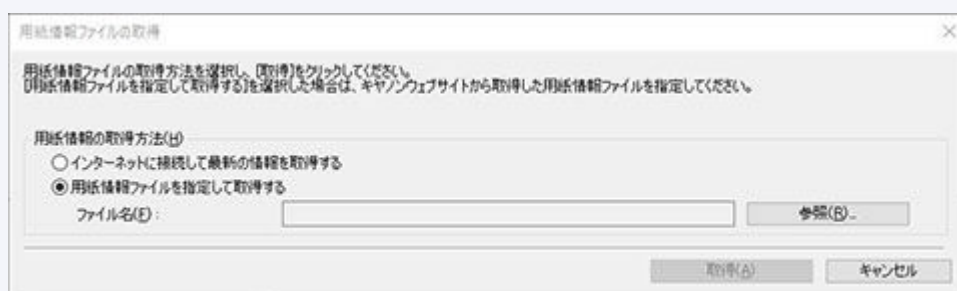 用紙情報ファイルの取得
用紙情報ファイルの取得方法を選択し、[取得]をクリックしてください。
[用紙情報ファイルを指定して取得する]を選択した場合は、キヤノンウェブサイトから取得した用紙情報ファイルを指定してください。
用紙情報の取得方法(H)
インターネットに接続して最新の情報を取得する
用紙情報ファイルを指定して取得する
ファイル名(F):
参照(R)...
取得(A)
キャンセル